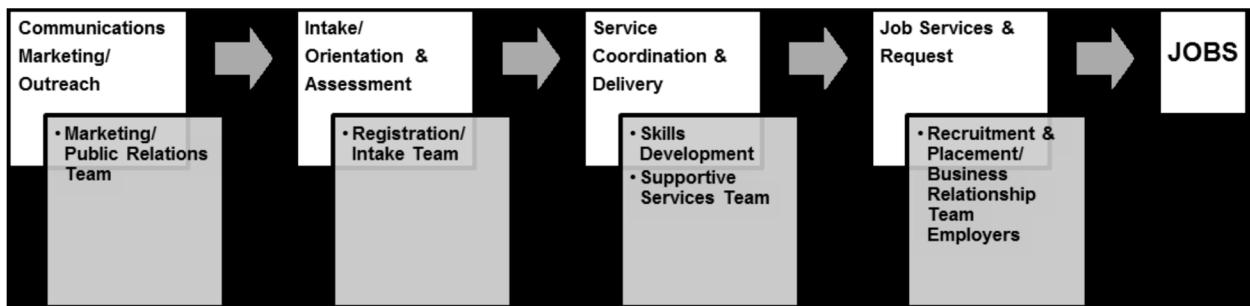 Communications
Marketing/
Outreach
• Marketing/
Public Relations
Team
Intake/
Orientation &
Assessment
• Registration/
Intake Team
Service
Coordination &
Delivery
• Skills
Development
• Supportive
Services Team
Job Services &
Request
• Recruitment &
Placement/
Business
Relationship
Team
Employers
JOBS